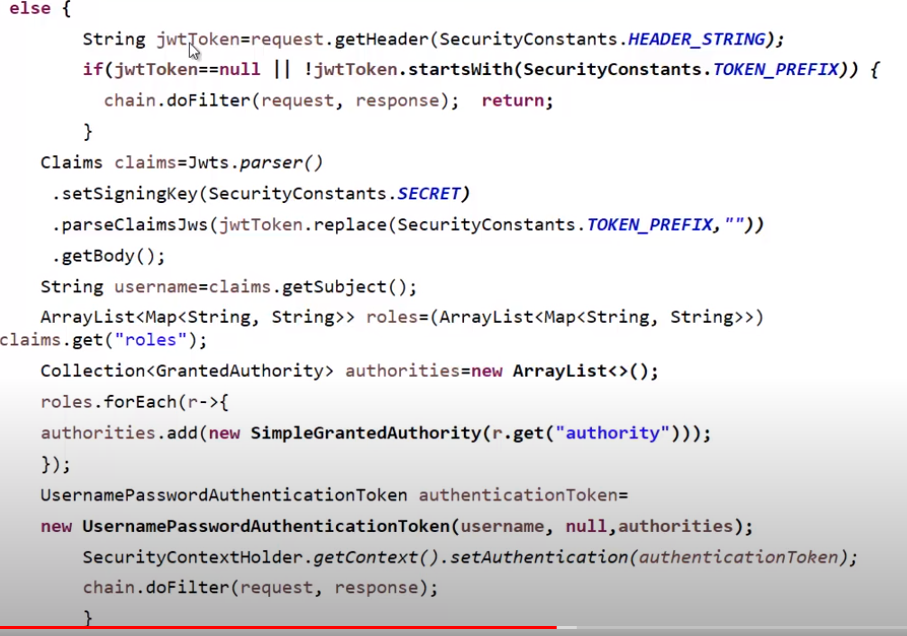 else {
String jwtToken=request.getHeader(SecurityConstants.HEADER_STRING);
if(jwtToken==null || !jwtToken.startsWith(SecurityConstants.TOKEN_PREFIX)) {
chain.doFilter(request, response); return;
}
Claims claims=Jwts.parser()
.setSigningKey(SecurityConstants.SECRET)
.parseClaimsJws(jwtToken.replace(SecurityConstants.TOKEN_PREFIX,""))
.getBody();
String username=claims.getSubject();
ArrayList<Map<String, String>> roles=(ArrayList<Map<String, String>>)
claims.get("roles");
Collection<GrantedAuthority> authorities=new ArrayList<>();
roles.forEach(r->{
authorities.add(new SimpleGrantedAuthority(r.get("authority")));
});
UsernamePasswordAuthenticationToken authenticationToken=
new UsernamePasswordAuthenticationToken(username, null,authorities);
SecurityContextHolder.getContext().setAuthentication(authenticationToken);
chain.doFilter(request, response);
}